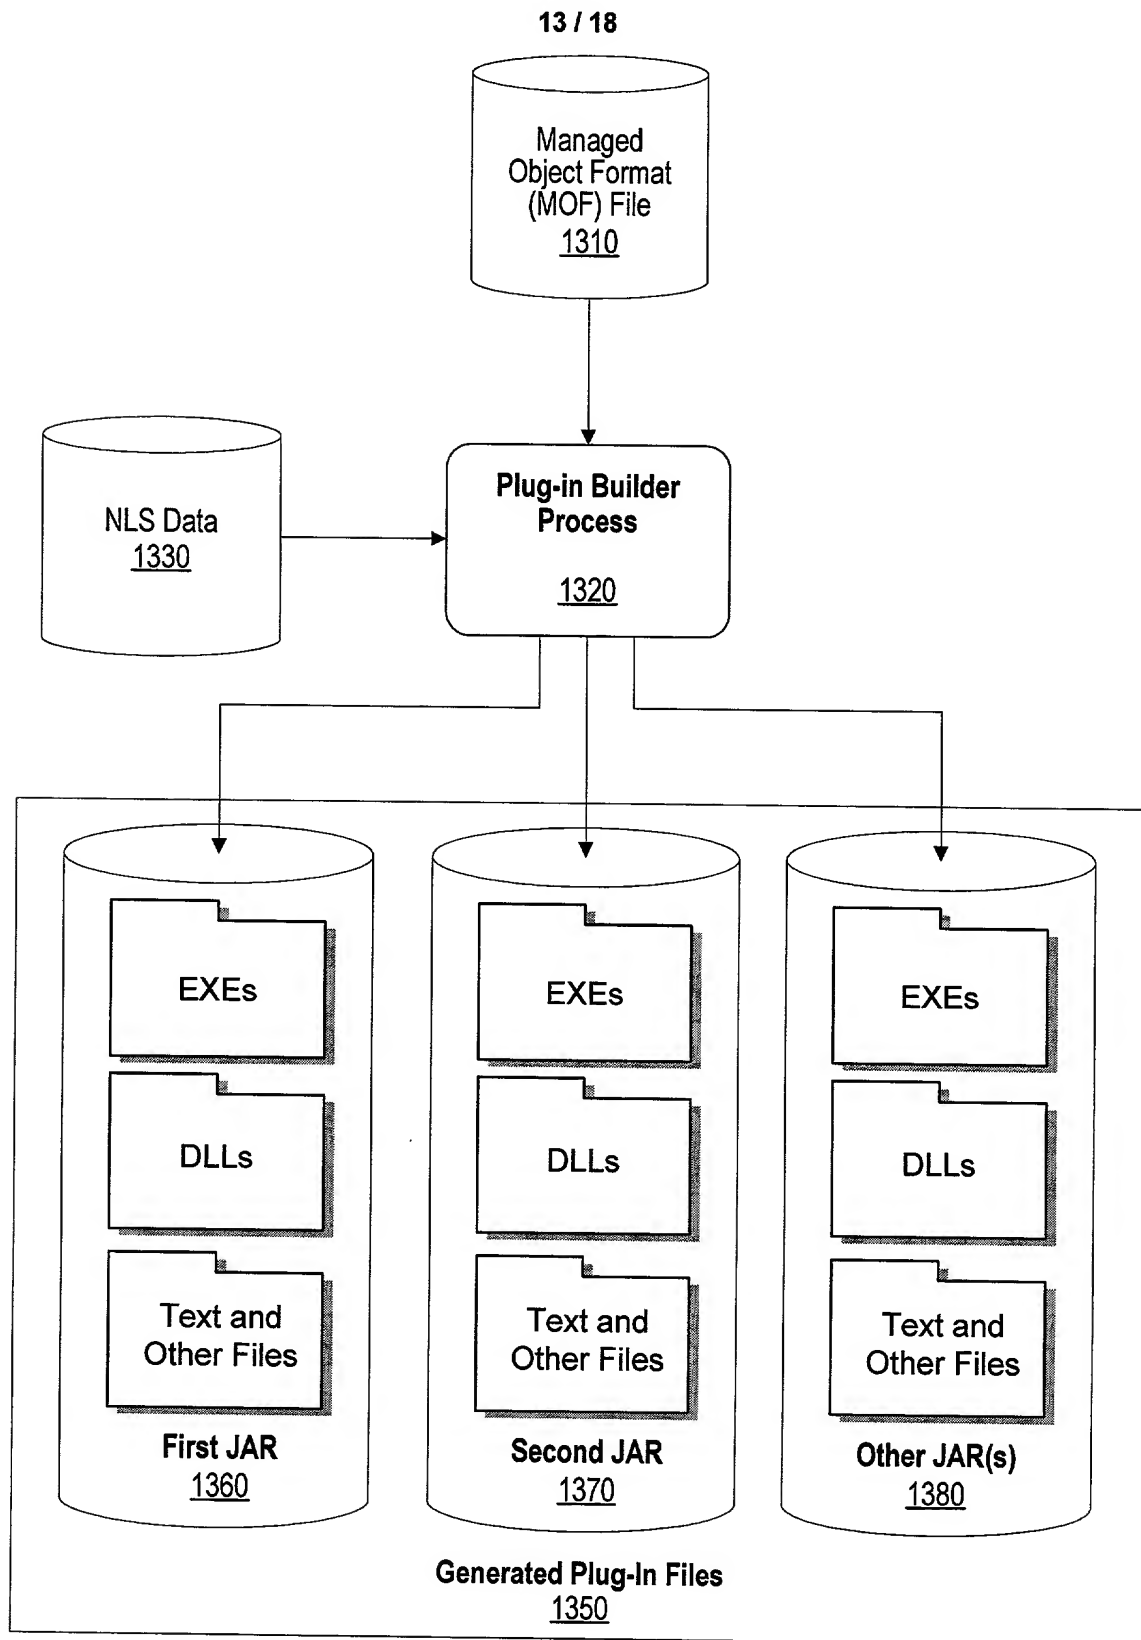 13 / 18
Managed
Object Format
(MOF) File
1310
NLS Data
1330
Plug-in Builder
Process
1320
EXEs
DLLs
Text and
Other Files
First JAR
1360
EXEs
DLLs
Text and
Other Files
Second JAR
1370
EXEs
DLLs
Text and
Other Files
Other JAR(s)
1380
Generated Plug-In Files
1350